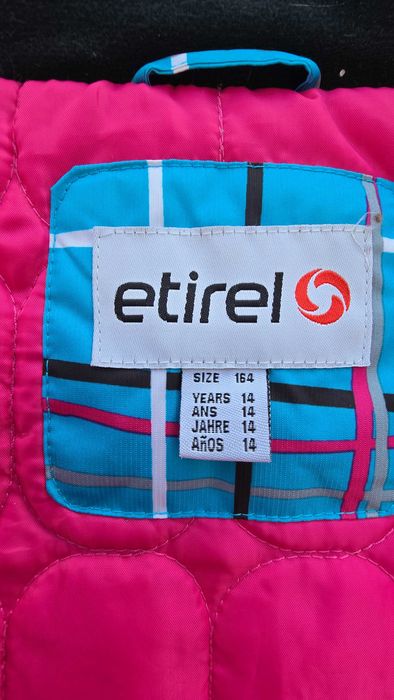 etirel
SIZE 164
YEARS 14
ANS 14
JAHRE 14
AñOS 14